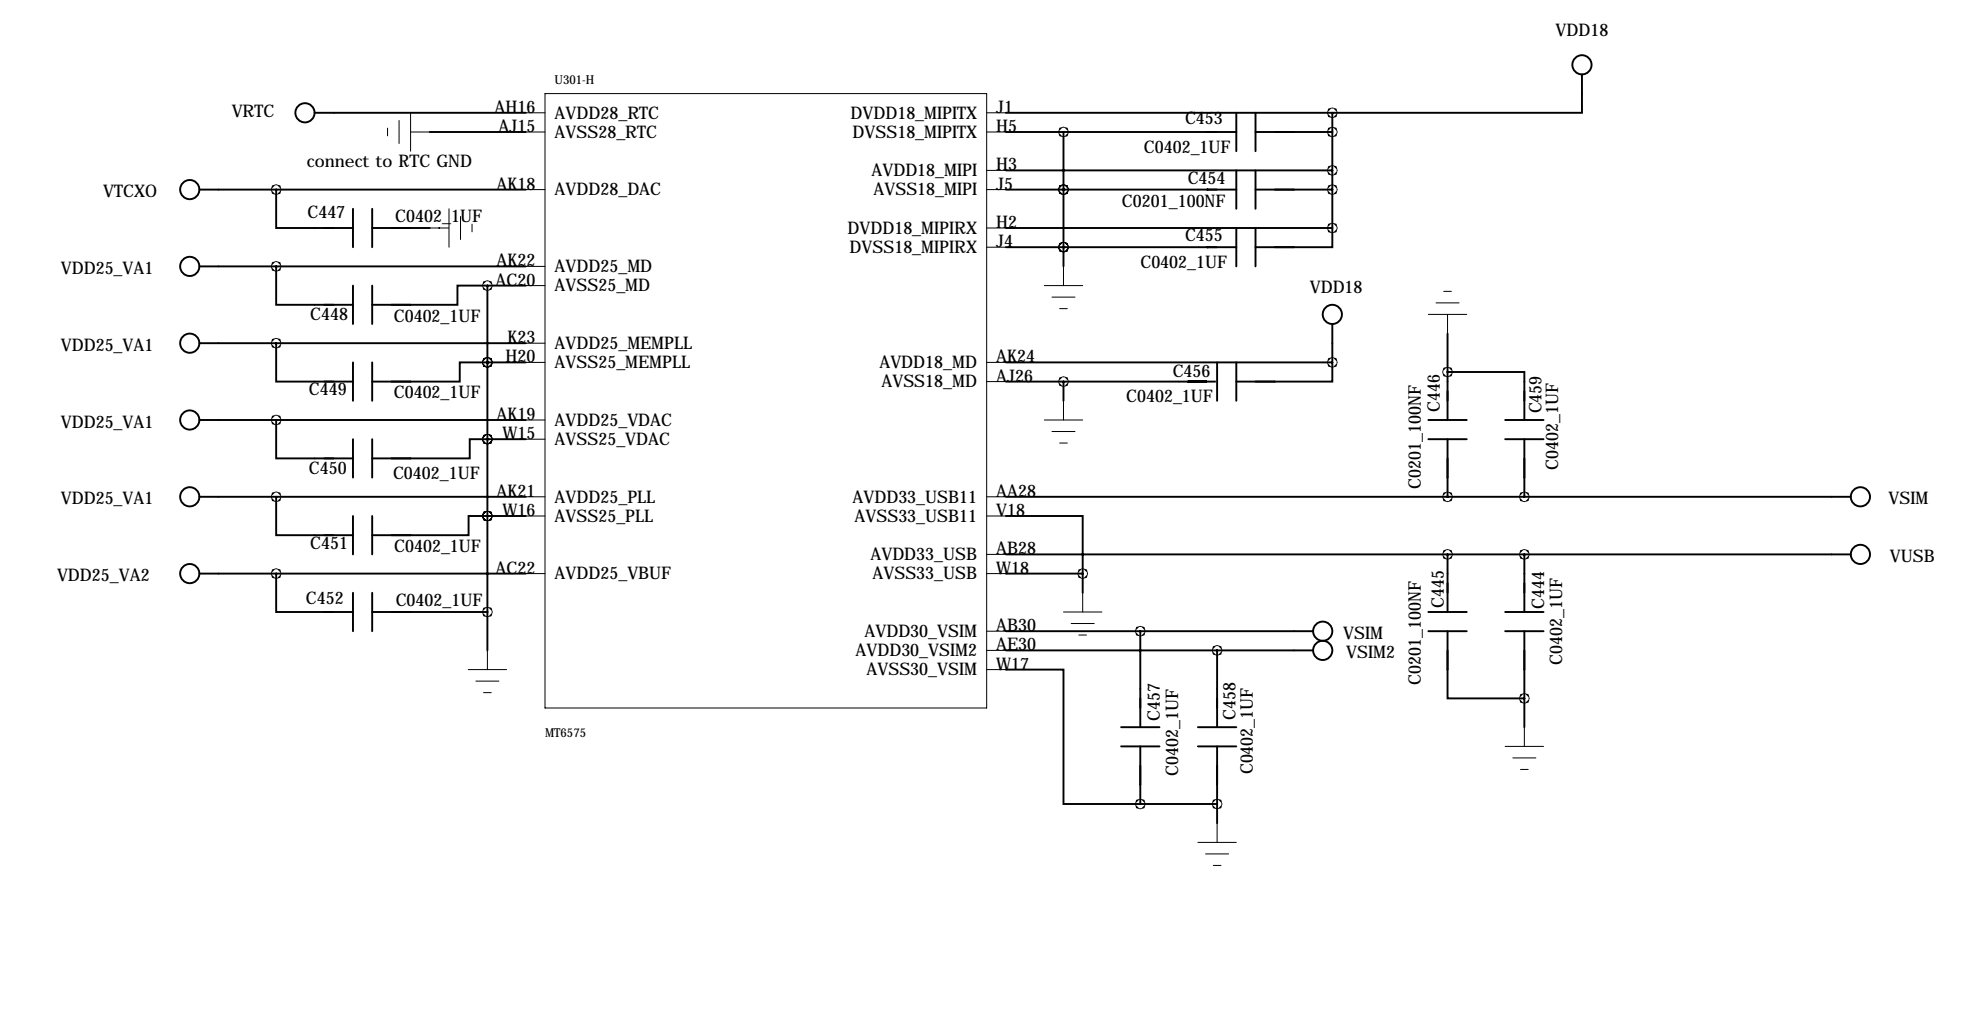 VDD18
U301-H
VRTC
AH16
AVDD28_RTC
AJ15
AVSS28_RTC
connect to RTC GND
VTCXO
AK18
AVDD28_DAC
C447
C0402_1UF
VDD25_VA1
AK22
AVDD25_MD
AC20
AVSS25_MD
C448
C0402_1UF
VDD25_VA1
K23
AVDD25_MEMPLL
H20
AVSS25_MEMPLL
C449
C0402_1UF
VDD25_VA1
AK19
AVDD25_VDAC
W15
AVSS25_VDAC
C450
C0402_1UF
VDD25_VA1
AK21
AVDD25_PLL
W16
AVSS25_PLL
C451
C0402_1UF
VDD25_VA2
AC22
AVDD25_VBUF
C452
C0402_1UF
DVDD18_MIPITX
J1
DVSS18_MIPITX
H5
C453
C0402_1UF
AVDD18_MIPI
H3
AVSS18_MIPI
J5
C454
C0201_100NF
DVDD18_MIPIRX
H2
DVSS18_MIPIRX
J4
C455
C0402_1UF
VDD18
AVDD18_MD
AK24
AVSS18_MD
AJ26
C456
C0402_1UF
C0201_100NF
C446
C459
C0402_1UF
AVDD33_USB11
AA28
VSIM
AVSS33_USB11
V18
AVDD33_USB
AB28
VUSB
AVSS33_USB
W18
C0201_100NF
C445
C444
C0402_1UF
AVDD30_VSIM
AB30
VSIM
AVDD30_VSIM2
AE30
VSIM2
AVSS30_VSIM
W17
C457
C0402_1UF
C458
C0402_1UF
MT6575